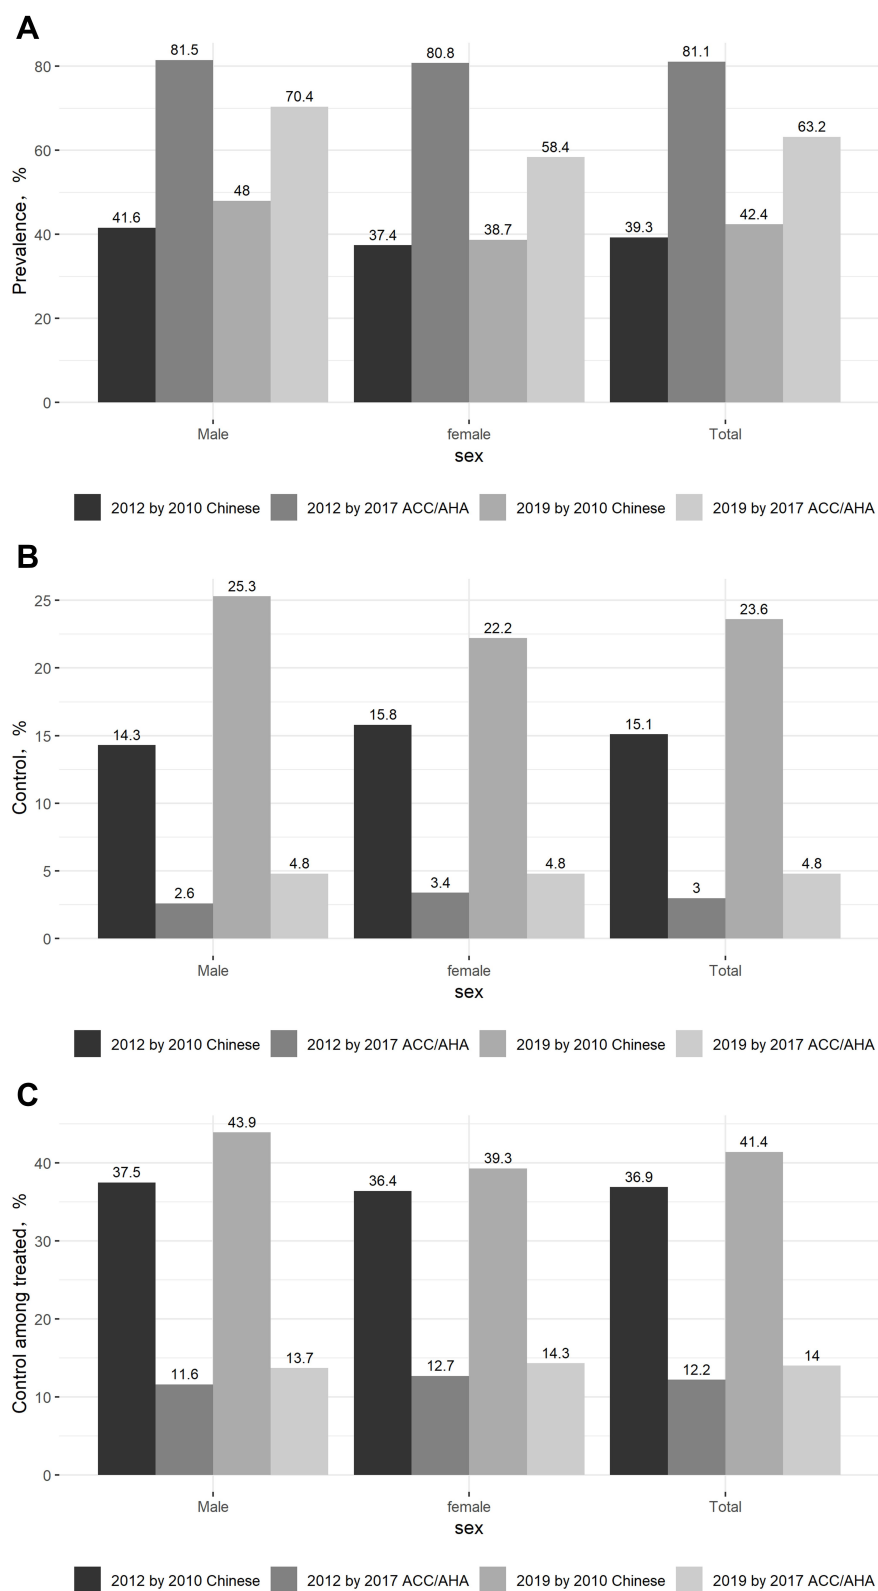 A
81.5 80.8 81.1
80
70.4
63.2
60
58.4
48
41.6 42.4
40 37.4 38.7 39.3
20
0
Prevalence, %
Male female Total
sex
2012 by 2010 Chinese 2012 by 2017 ACC/AHA 2019 by 2010 Chinese 2019 by 2017 ACC/AHA
B
25.3
25
23.6
22.2
20
15.8
15 14.3 15.1
10
5 4.8 4.8 4.8
2.6 3.4 3
0
Control, %
Male female Total
sex
2012 by 2010 Chinese 2012 by 2017 ACC/AHA 2019 by 2010 Chinese 2019 by 2017 ACC/AHA
C
43.9
41.4
40 39.3
37.5 36.4 36.9
30
20
13.7 14.3 14
11.6 12.7 12.2
10
0
Control among treated, %
Male female Total
sex
2012 by 2010 Chinese 2012 by 2017 ACC/AHA 2019 by 2010 Chinese 2019 by 2017 ACC/AHA